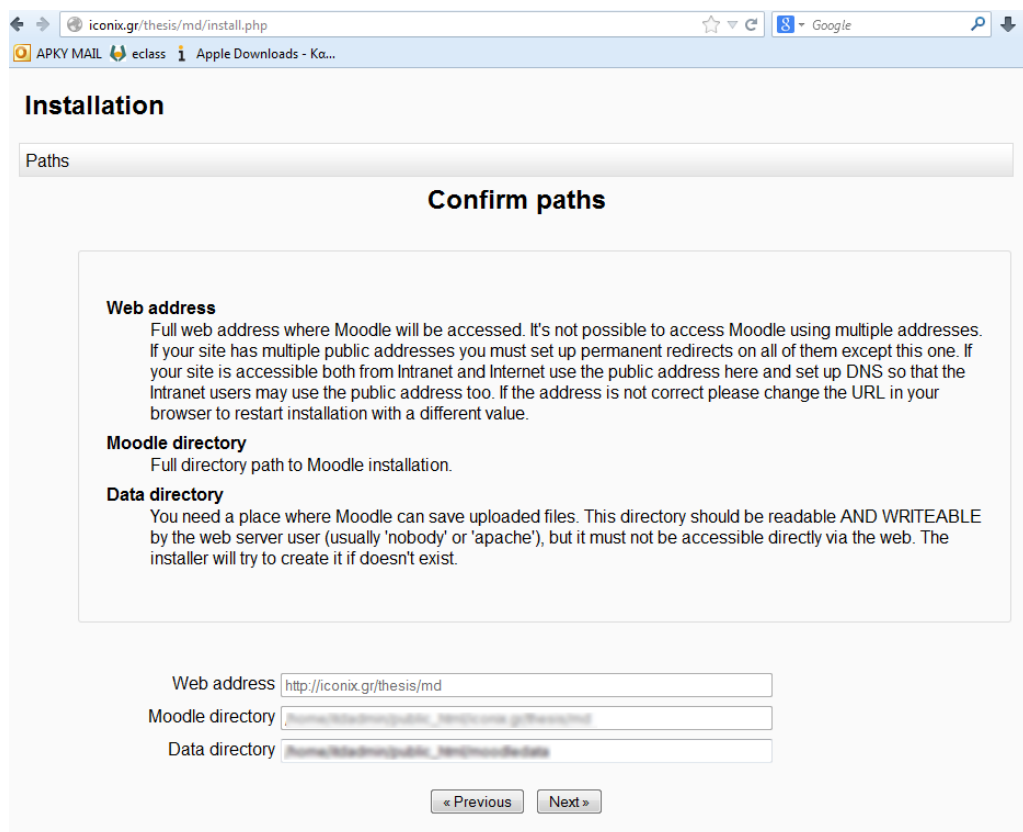 iconix.gr/thesis/md/install.php
Google
APKY MAIL eclass Apple Downloads - Κα...
Installation
Paths
Confirm paths
Web address
Full web address where Moodle will be accessed. It's not possible to access Moodle using multiple addresses.
If your site has multiple public addresses you must set up permanent redirects on all of them except this one. If
your site is accessible both from Intranet and Internet use the public address here and set up DNS so that the
Intranet users may use the public address too. If the address is not correct please change the URL in your
browser to restart installation with a different value.
Moodle directory
Full directory path to Moodle installation.
Data directory
You need a place where Moodle can save uploaded files. This directory should be readable AND WRITEABLE
by the web server user (usually 'nobody' or 'apache'), but it must not be accessible directly via the web. The
installer will try to create it if doesn't exist.
Web address http://iconix.gr/thesis/md
Moodle directory
Data directory
« Previous Next »